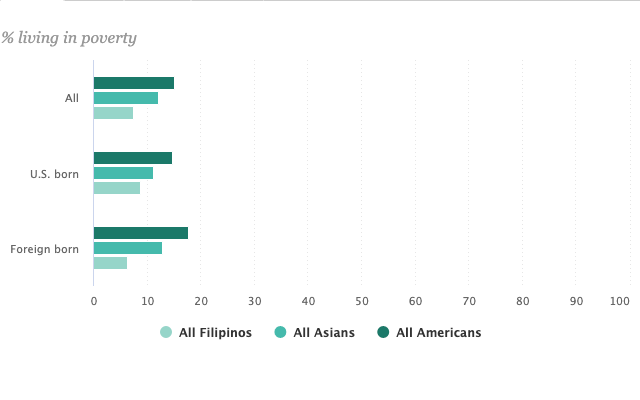 % living in poverty
All
U.S. born
Foreign born
0 10 20 30 40 50 60 70 80 90 100
All Filipinos All Asians All Americans